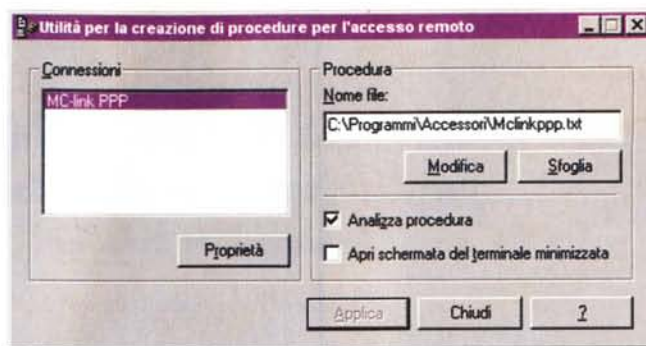 Utilità per la creazione di procedure per l'accesso remoto
Connessioni
MC-link PPP
Proprietà
Procedura
Nome file:
C:\Programmi\Accessori\Mclinkppp.txt
Modifica
Sfoglia
Analizza procedura
Apri schermata del terminale minimizzata
Applica
Chiudi
?